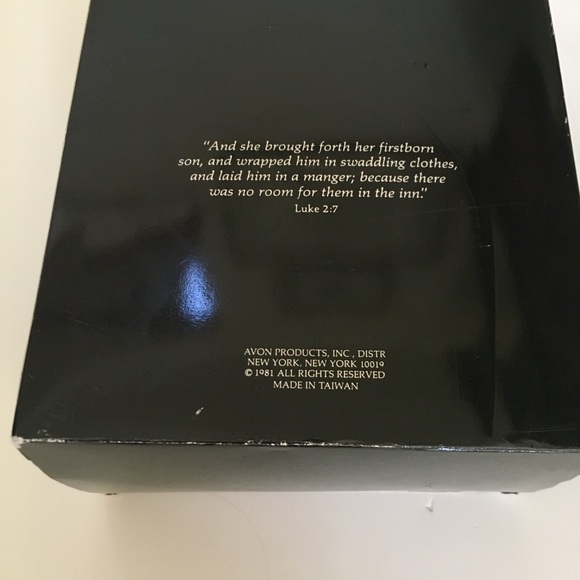 "And she brought forth her firstborn
son, and wrapped him in swaddling clothes,
and laid him in a manger; because there
was no room for them in the inn."
Luke 2:7
AVON PRODUCTS, INC., DISTR
NEW YORK, NEW YORK 10019
© 1981 ALL RIGHTS RESERVED
MADE IN TAIWAN